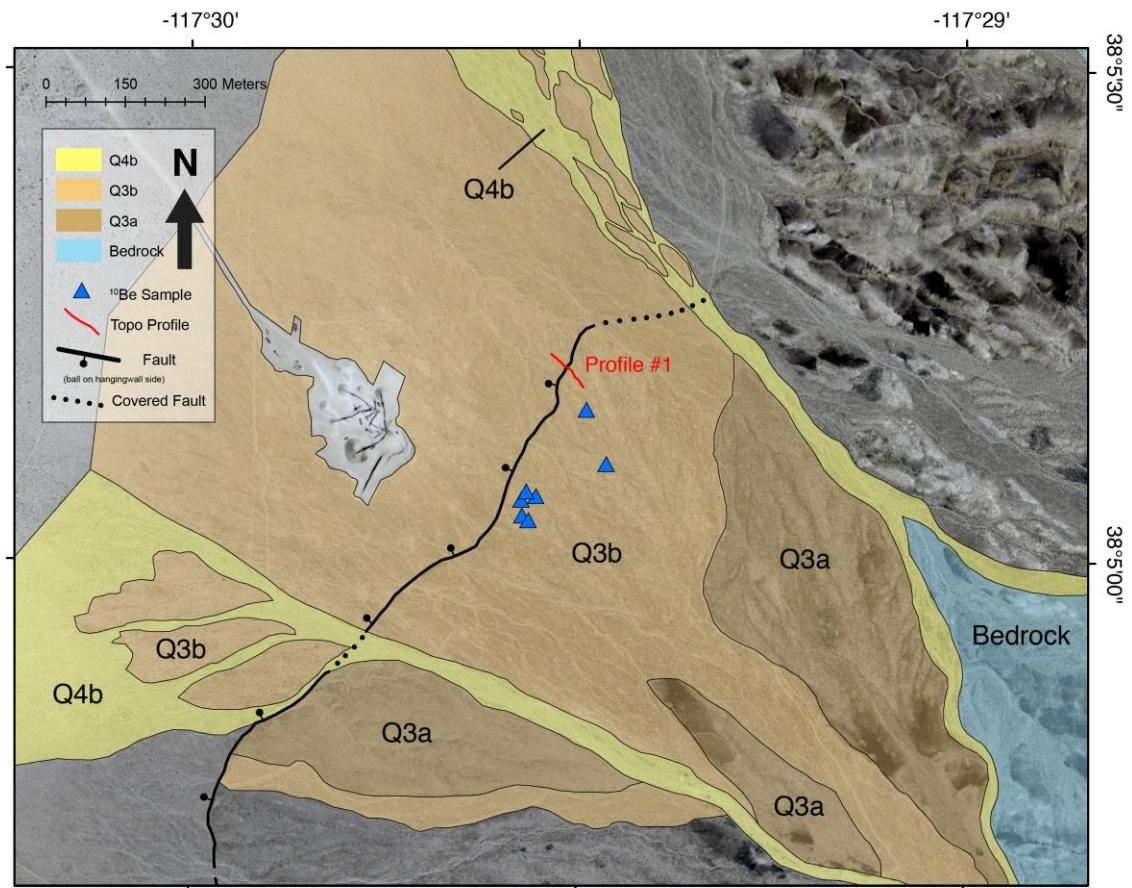 -117°30'
-117°29'
38°5'30"
38°5'00"
0 150 300 Meters
Q4b
Q3b
Q3a
Bedrock
N
¹⁰Be Sample
Topo Profile
Fault
(ball on hangingwall side)
Covered Fault
Q4b
Profile #1
Q3b
Q3a
Bedrock
Q3b
Q4b
Q3a
Q3a